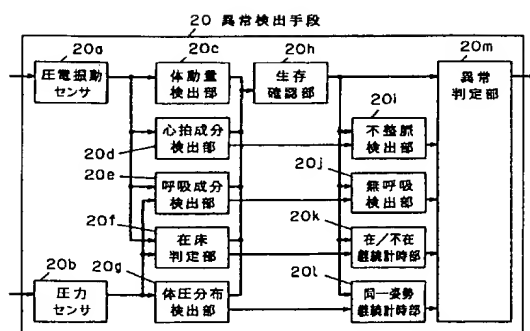 20 異常検出手段
20a
圧電振動
センサ
20c
体動量
検出部
20h
生存
確認部
20m
異常
判定部
20d
心拍成分
検出部
20i
不整脈
検出部
20e
呼吸成分
検出部
20j
無呼吸
検出部
20f
在床
判定部
20k
在/不在
継続計時部
20b
圧力
センサ
20g
体圧分布
検出部
20l
同一姿勢
継続計時部